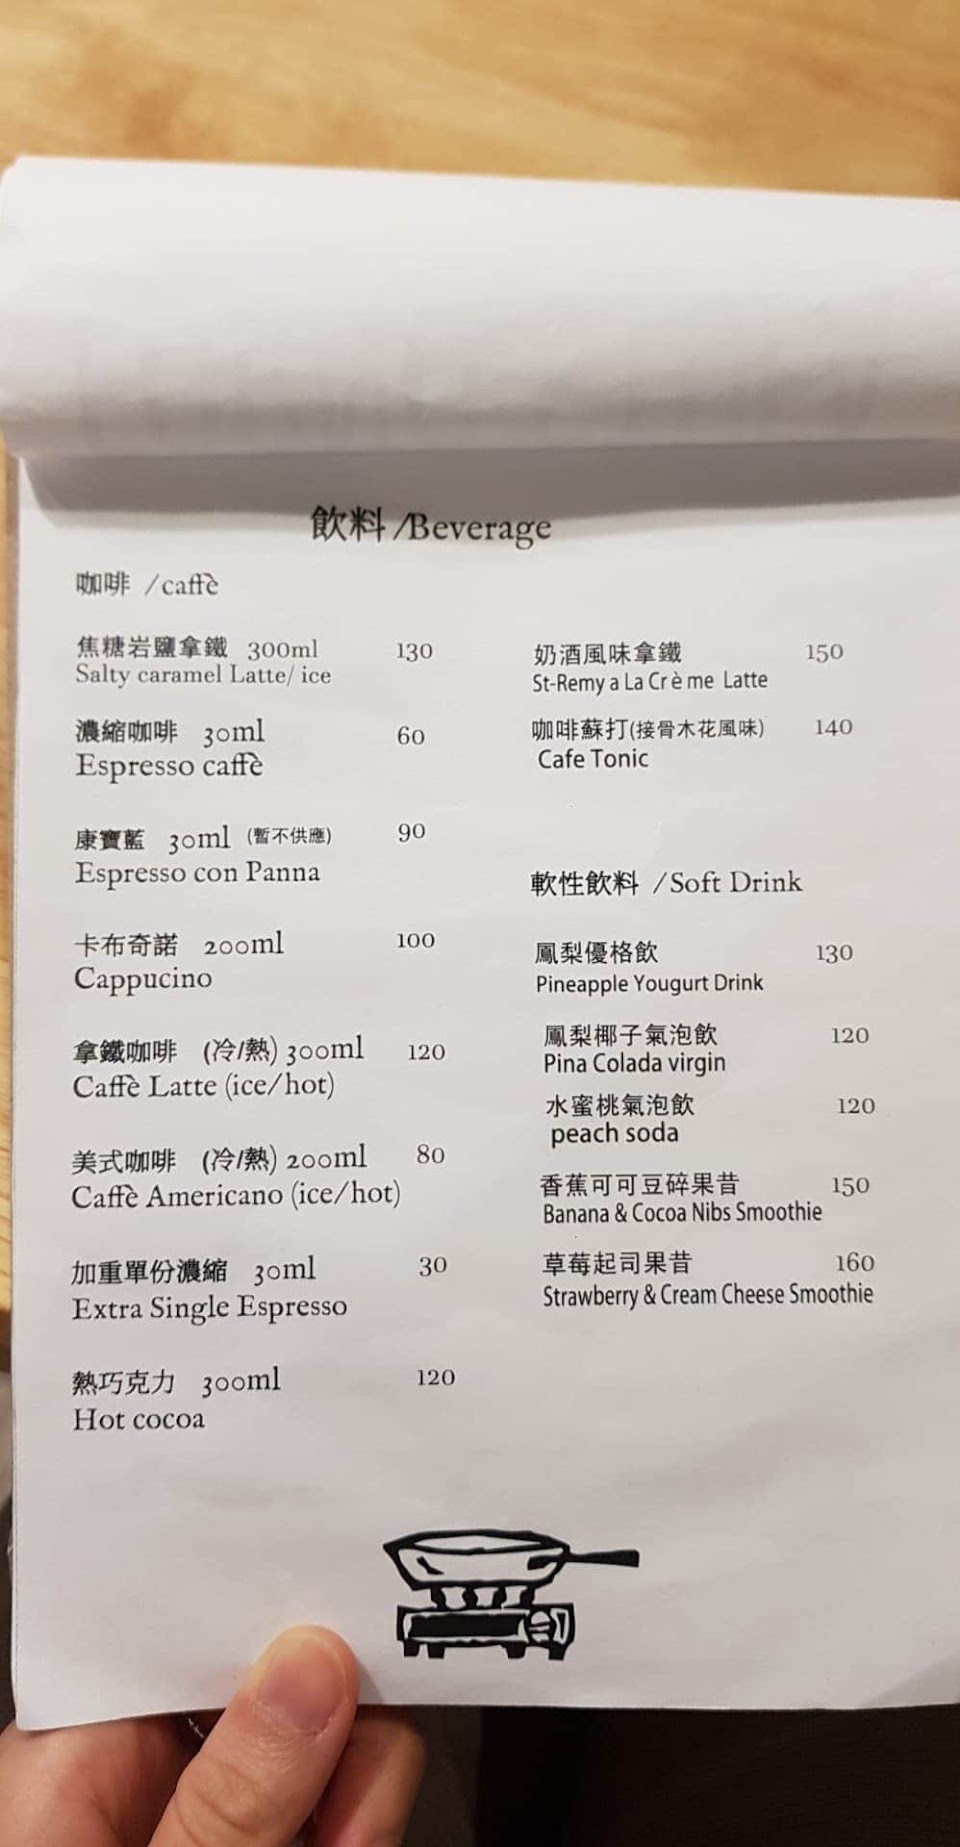 飲料 /Beverage
咖啡 /caffè
焦糖岩鹽拿鐵 300ml 130
Salty caramel Latte/ ice
濃縮咖啡 30ml 60
Espresso caffè
康寶藍 30ml (暫不供應) 90
Espresso con Panna
卡布奇諾 200ml 100
Cappucino
拿鐵咖啡 (冷/熱) 300ml 120
Caffè Latte (ice/hot)
美式咖啡 (冷/熱) 200ml 80
Caffè Americano (ice/hot)
加重單份濃縮 30ml 30
Extra Single Espresso
熱巧克力 300ml 120
Hot cocoa
奶酒風味拿鐵 150
St-Remy a La Cr è me Latte
咖啡蘇打(接骨木花風味) 140
Cafe Tonic
軟性飲料 /Soft Drink
鳳梨優格飲 130
Pineapple Yougurt Drink
鳳梨椰子氣泡飲 120
Pina Colada virgin
水蜜桃氣泡飲 120
peach soda
香蕉可可豆碎果昔 150
Banana & Cocoa Nibs Smoothie
草莓起司果昔 160
Strawberry & Cream Cheese Smoothie